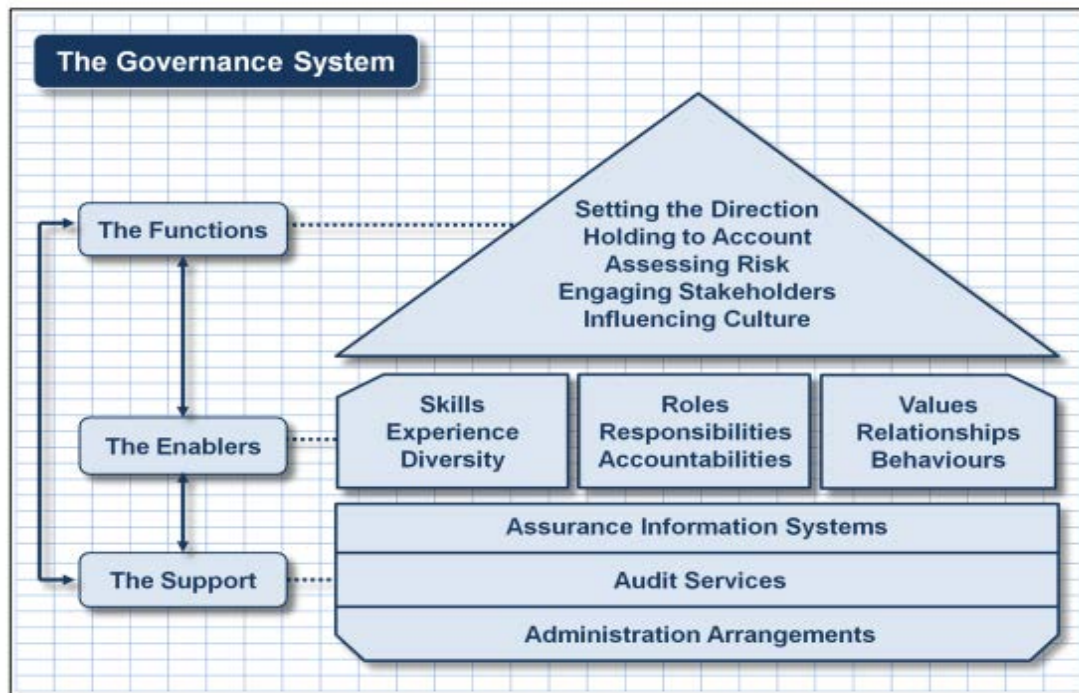 The Governance System
The Functions
Setting the Direction
Holding to Account
Assessing Risk
Engaging Stakeholders
Influencing Culture
The Enablers
Skills
Experience
Diversity
Roles
Responsibilities
Accountabilities
Values
Relationships
Behaviours
The Support
Assurance Information Systems
Audit Services
Administration Arrangements